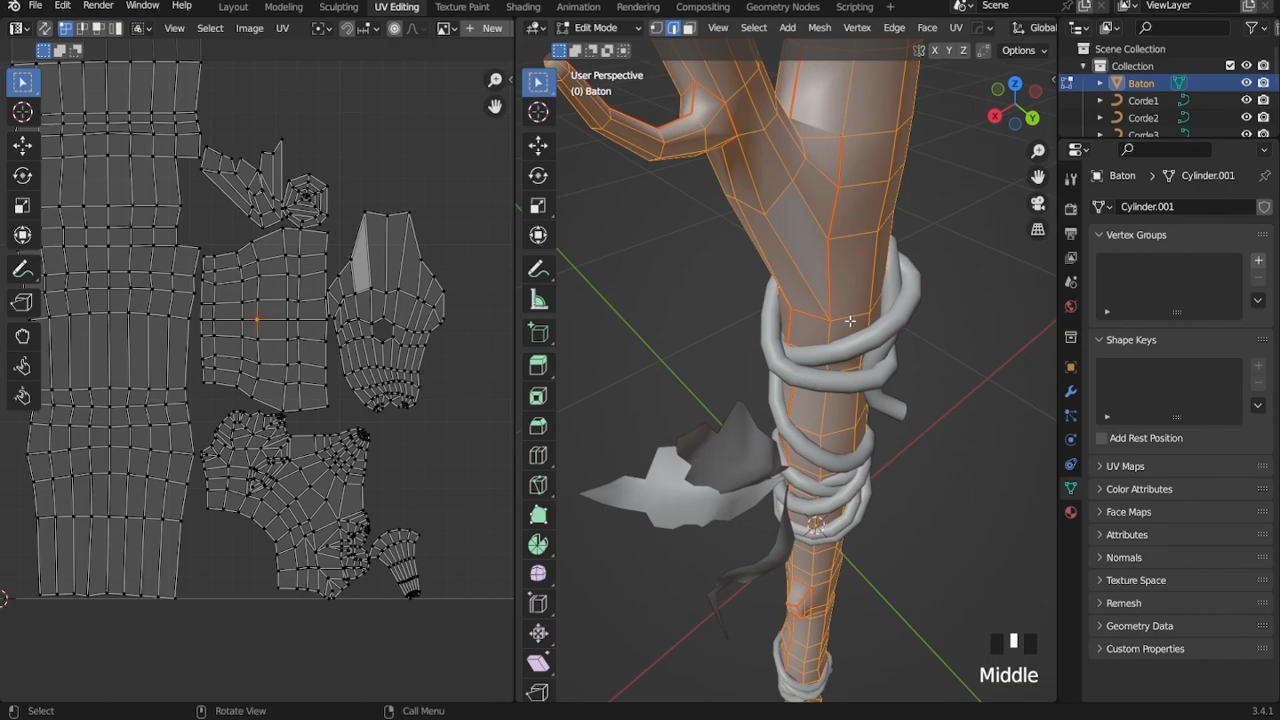 File Edit Render Window Help Layout Modeling Sculpting UV Editing Texture Paint Shading Animation Rendering Compositing Geometry Nodes Scripting + Scene ViewLayer
View Select Image UV New Edit Mode View Select Add Mesh Vertex Edge Face UV Global
X Y Z Options
User Perspective
(0) Baton
Z
X
Y
Scene Collection
Collection
Baton
Corde1
Corde2
Corde3
Baton Cylinder.001
Cylinder.001
Vertex Groups
Shape Keys
Add Rest Position
UV Maps
Color Attributes
Face Maps
Attributes
Normals
Texture Space
Remesh
Geometry Data
Custom Properties
Middle
Select Rotate View Call Menu 3.4.1